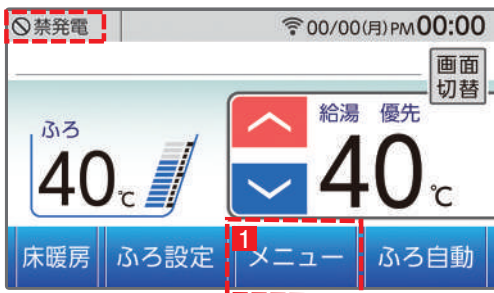 禁発電 00/00(月)PM00:00
画面
切替
ふろ
40℃
給湯 優先
40℃
1
床暖房 ふろ設定 メニュー ふろ自動